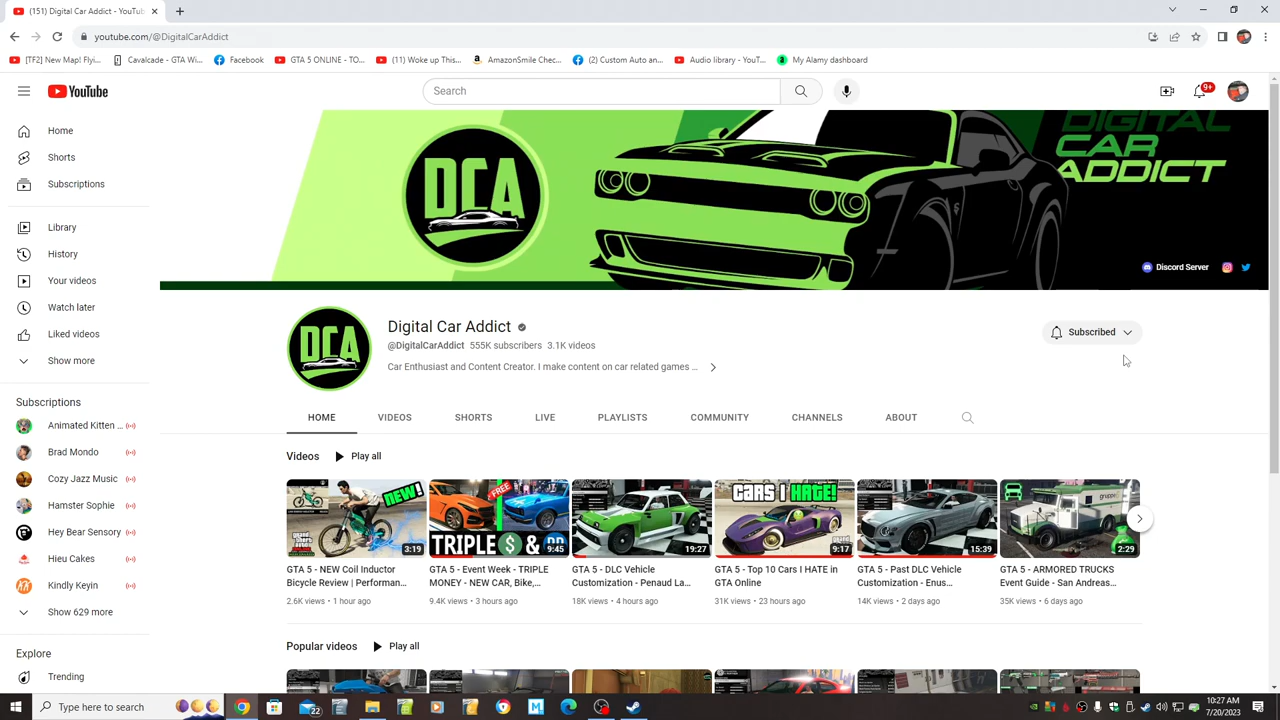 (151) Digital Car Addict - YouTub
youtube.com/@DigitalCarAddict
[TF2] New Map! Flyi... Cavalcade - GTA Wi... Facebook GTA 5 ONLINE - TO... (11) Woke up This... AmazonSmile Chec... (2) Custom Auto an... Audio library - YouT... My Alamy dashboard
YouTube
Search
9+
Home
Shorts
Subscriptions
Library
History
Your videos
Watch later
Liked videos
Show more
Subscriptions
Animated Kitten ...
Brad Mondo
Cozy Jazz Music
Hamster Sophie
Hey Bear Sensory
Hieu Cakes
Kindly Keyin
Show 629 more
Explore
Trending
DCA
DIGITAL
CAR
ADDICT
Discord Server
DCA
Digital Car Addict
@DigitalCarAddict 555K subscribers 3.1K videos
Car Enthusiast and Content Creator. I make content on car related games ...
Subscribed
HOME VIDEOS SHORTS LIVE PLAYLISTS COMMUNITY CHANNELS ABOUT
Videos Play all
NEW!
3:19
FREE
TRIPLE $ &
9:45
19:27
CARS I HATE!
9:17
15:39
2:29
GTA 5 - NEW Coil Inductor
Bicycle Review | Performan...
2.6K views • 1 hour ago
GTA 5 - Event Week - TRIPLE
MONEY - NEW CAR, Bike,...
9.4K views • 3 hours ago
GTA 5 - DLC Vehicle
Customization - Penaud La...
18K views • 4 hours ago
GTA 5 - Top 10 Cars I HATE in
GTA Online
31K views • 23 hours ago
GTA 5 - Past DLC Vehicle
Customization - Enus...
14K views • 2 days ago
GTA 5 - ARMORED TRUCKS
Event Guide - San Andreas...
35K views • 6 days ago
Popular videos Play all
Type here to search
22
10:27 AM
7/20/2023